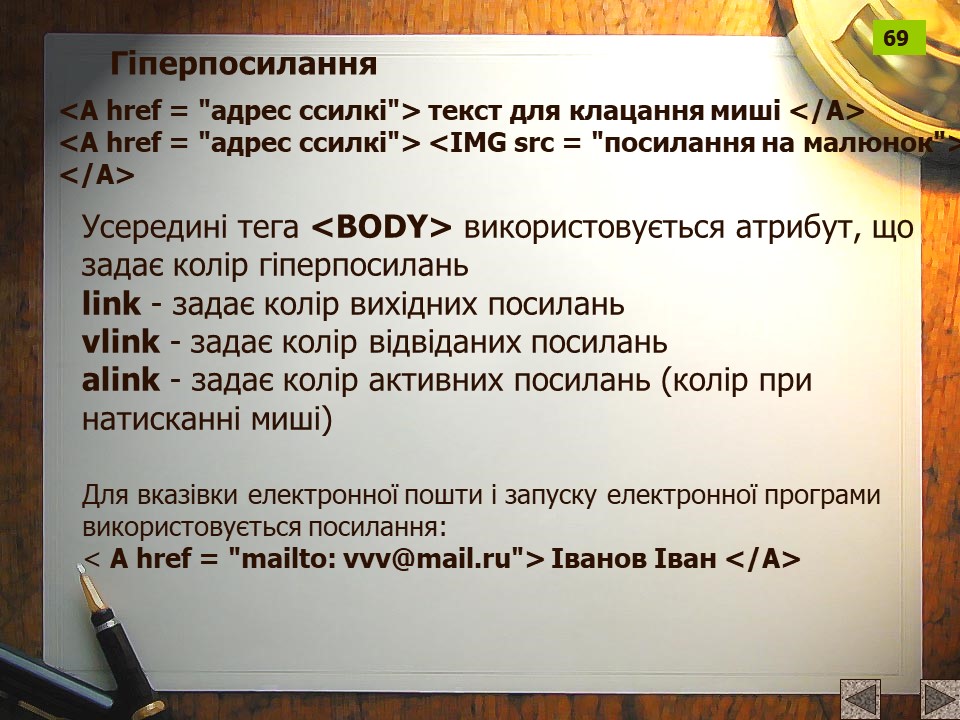 69
Гіперпосилання
<A href = "адрес ссилкі"> текст для клацання миші </A>
<A href = "адрес ссилкі"> <IMG src = "посилання на малюнок">
</A>
Усередині тега <BODY> використовується атрибут, що
задає колір гіперпосилань
link - задає колір вихідних посилань
vlink - задає колір відвіданих посилань
alink - задає колір активних посилань (колір при
натисканні миші)
Для вказівки електронної пошти і запуску електронної програми
використовується посилання:
< A href = "mailto: vvv@mail.ru"> Іванов Іван </A>